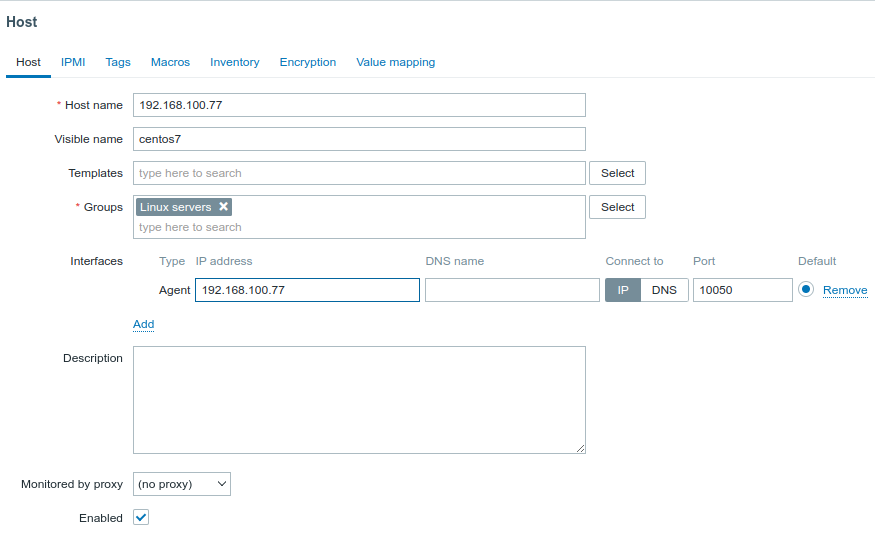 Host
Host IPMI Tags Macros Inventory Encryption Value mapping
* Host name 192.168.100.77
Visible name centos7
Templates type here to search Select
* Groups Linux servers Select
type here to search
Interfaces Type IP address DNS name Connect to Port Default
Agent 192.168.100.77 IP DNS 10050 Remove
Add
Description
Monitored by proxy (no proxy)
Enabled